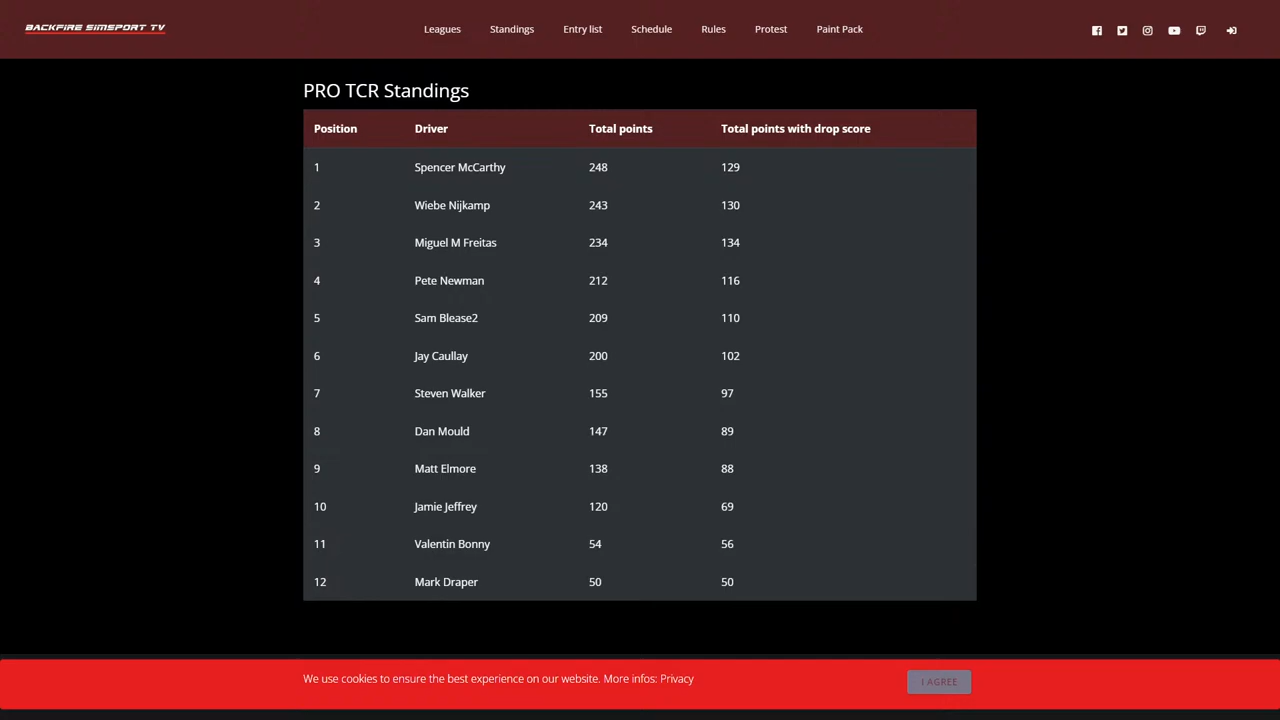 BACKFIRE SIMSPORT TV
Leagues Standings Entry list Schedule Rules Protest Paint Pack
PRO TCR Standings
Position Driver Total points Total points with drop score
1 Spencer McCarthy 248 129
2 Wiebe Nijkamp 243 130
3 Miguel M Freitas 234 134
4 Pete Newman 212 116
5 Sam Blease2 209 110
6 Jay Caullay 200 102
7 Steven Walker 155 97
8 Dan Mould 147 89
9 Matt Elmore 138 88
10 Jamie Jeffrey 120 69
11 Valentin Bonny 54 56
12 Mark Draper 50 50
We use cookies to ensure the best experience on our website. More infos: Privacy
I AGREE